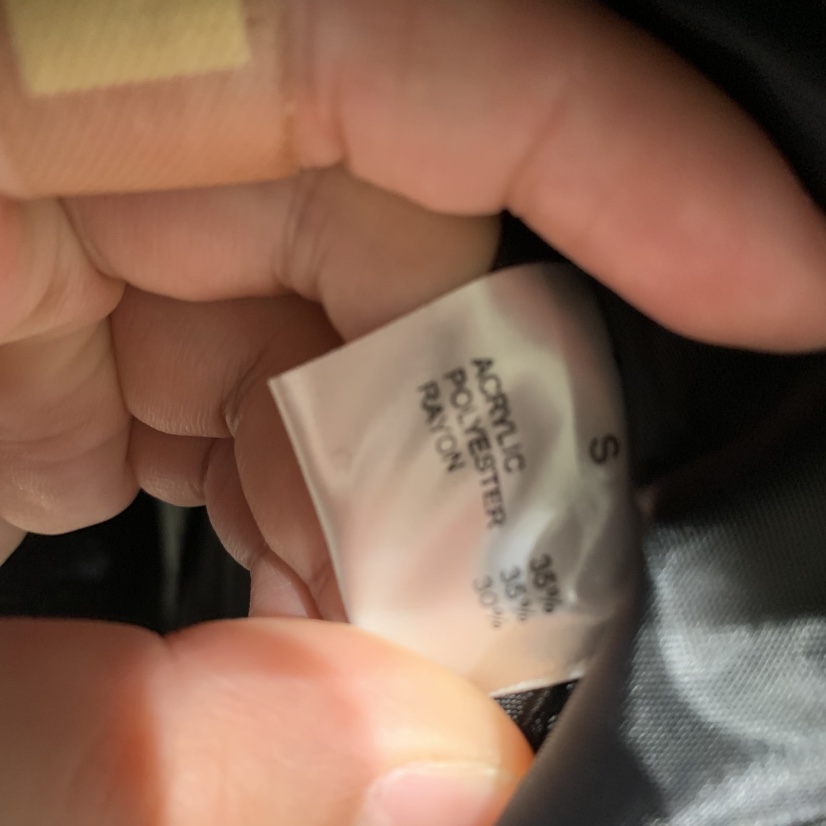 S
ACRYLIC 35%
POLYESTER 35%
RAYON 30%